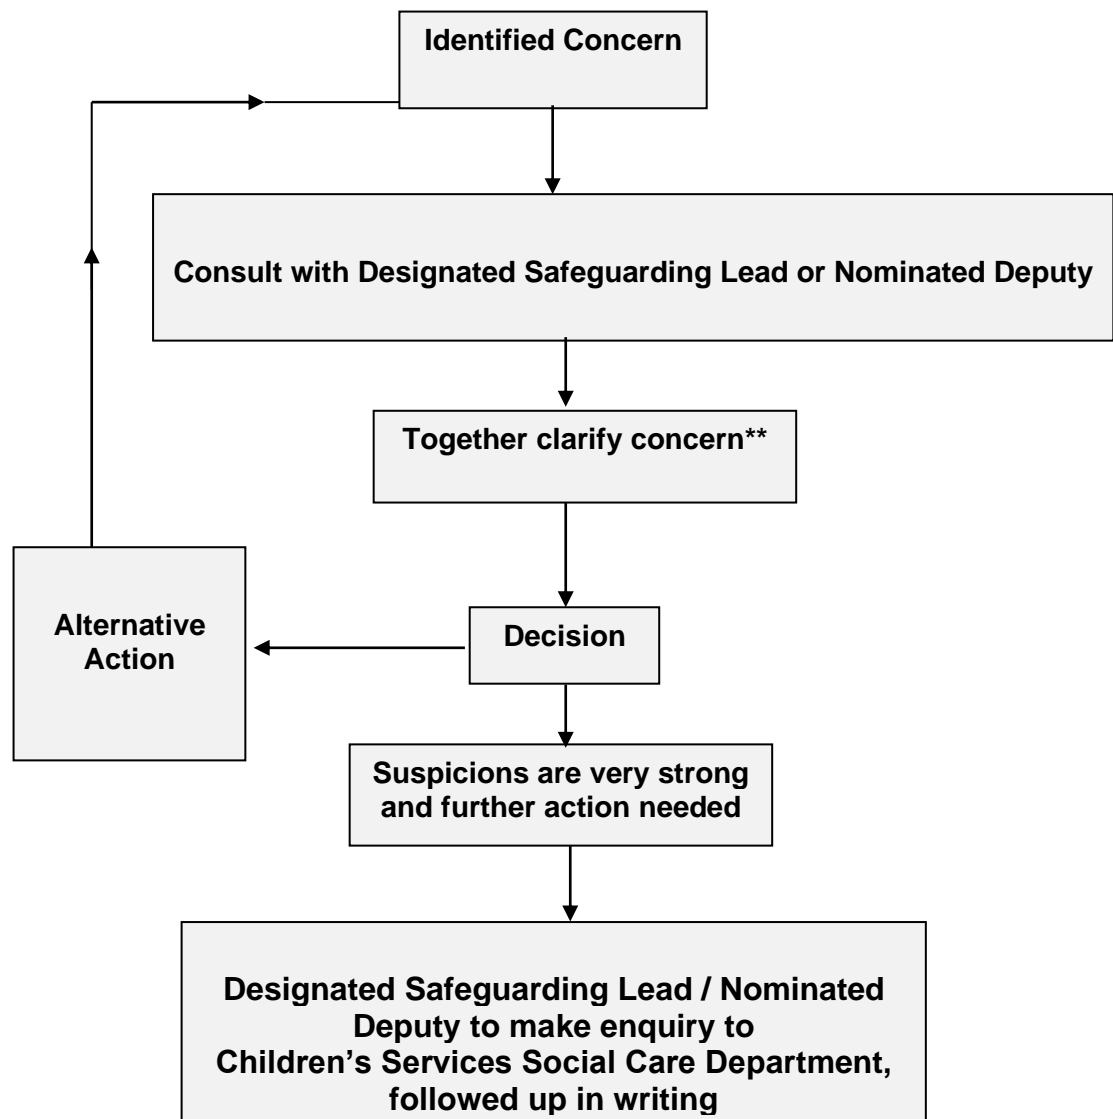 Identified Concern
Consult with Designated Safeguarding Lead or Nominated Deputy
Together clarify concern**
Alternative
Action
Decision
Suspicions are very strong
and further action needed
Designated Safeguarding Lead / Nominated
Deputy to make enquiry to
Children’s Services Social Care Department,
followed up in writing